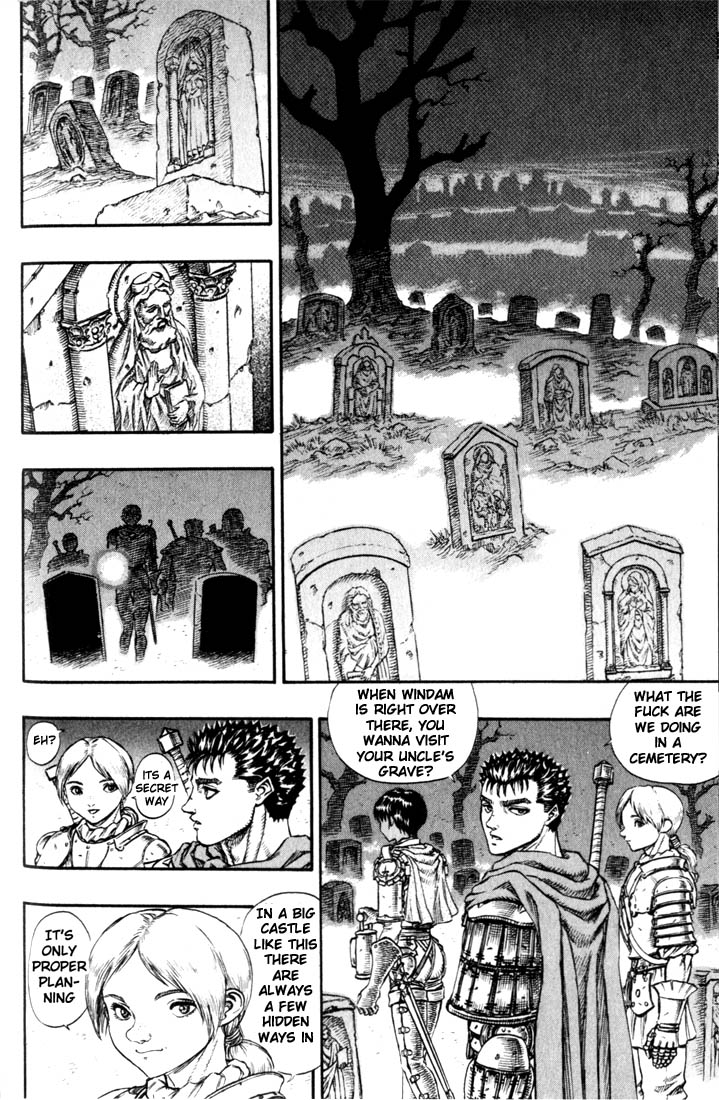 WHAT THE
FUCK ARE
WE DOING
IN A
CEMETERY?
WHEN WINDAM
IS RIGHT OVER
THERE, YOU
WANNA VISIT
YOUR UNCLE'S
GRAVE?
ITS A
SECRET
WAY
EH?
IN A BIG
CASTLE
LIKE THIS
THERE
ARE
ALWAYS
A FEW
HIDDEN
WAYS IN
IT'S
ONLY
PROPER
PLAN-
NING